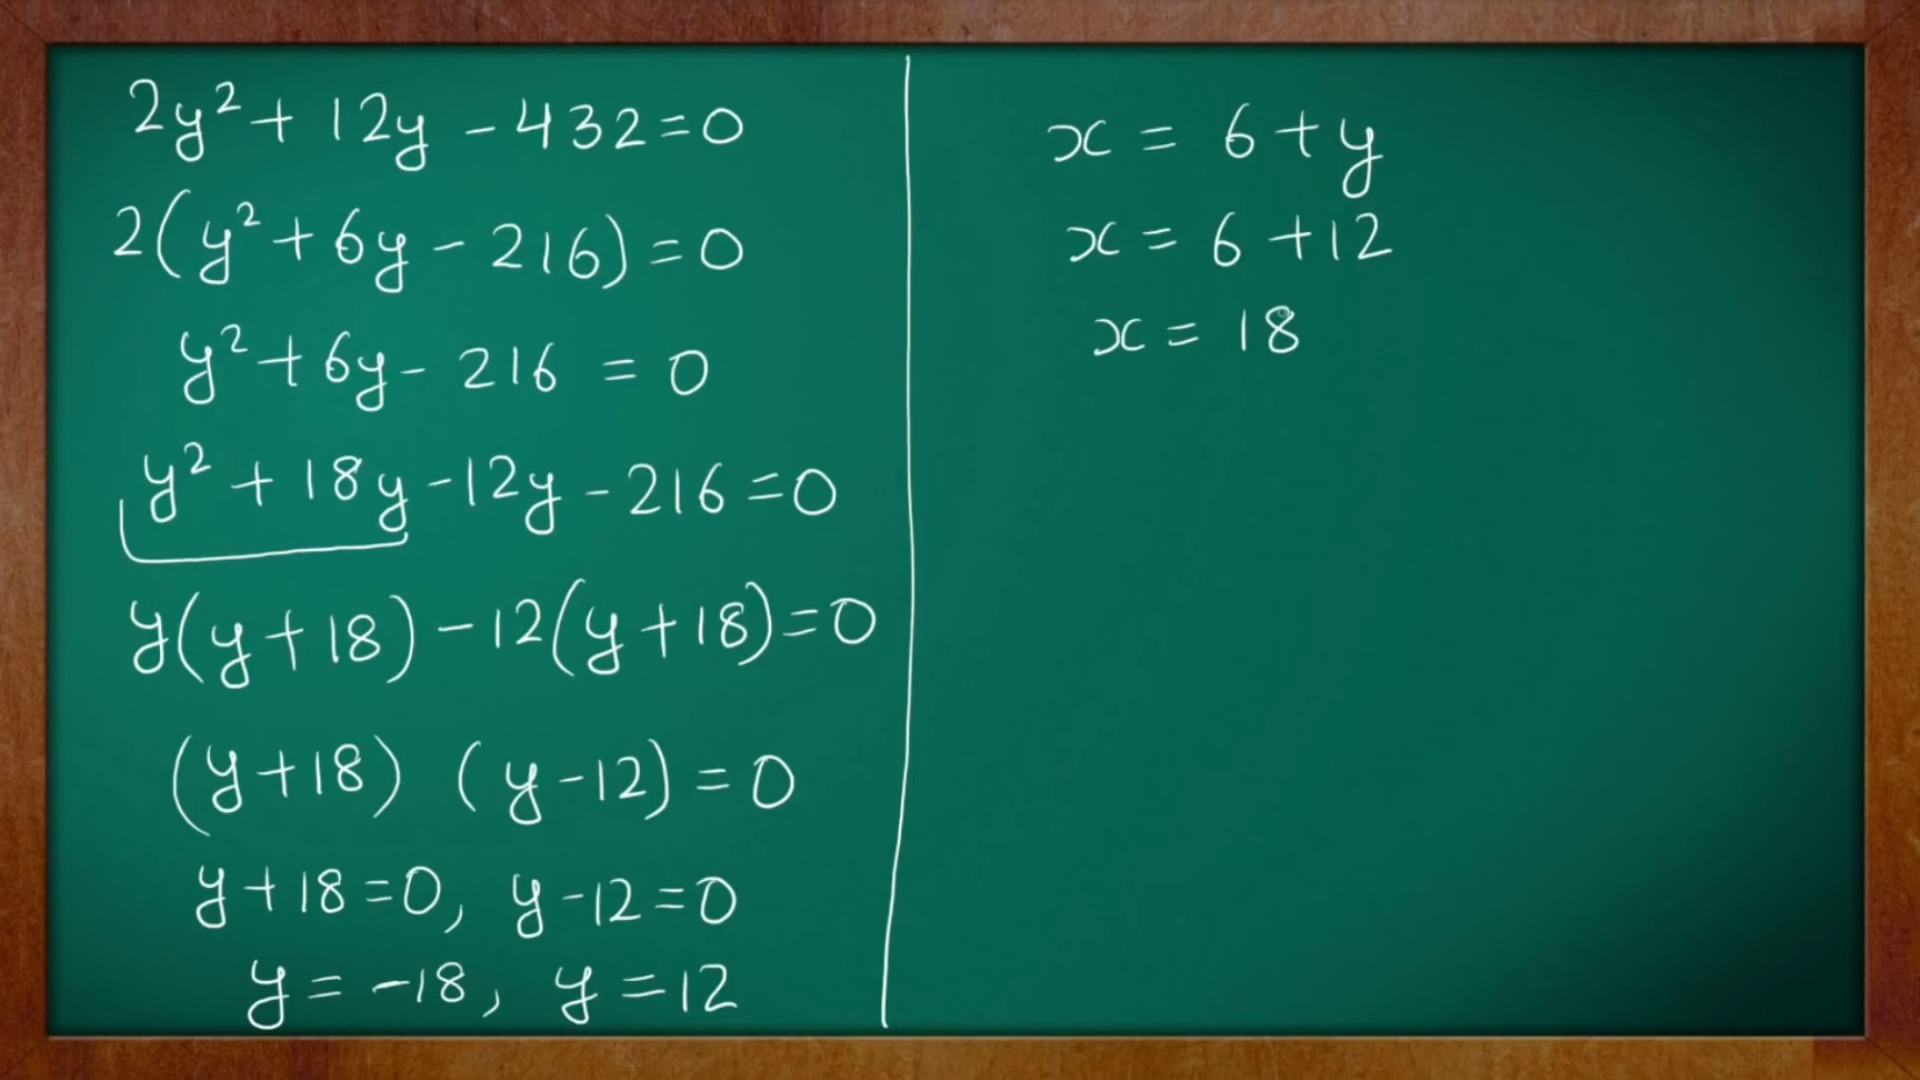 2y² + 12y - 432 = 0
2(y² + 6y - 216) = 0
y² + 6y - 216 = 0
y² + 18y - 12y - 216 = 0
y(y + 18) - 12(y + 18) = 0
(y + 18) (y - 12) = 0
y + 18 = 0, y - 12 = 0
y = -18, y = 12
x = 6 + y
x = 6 + 12
x = 18